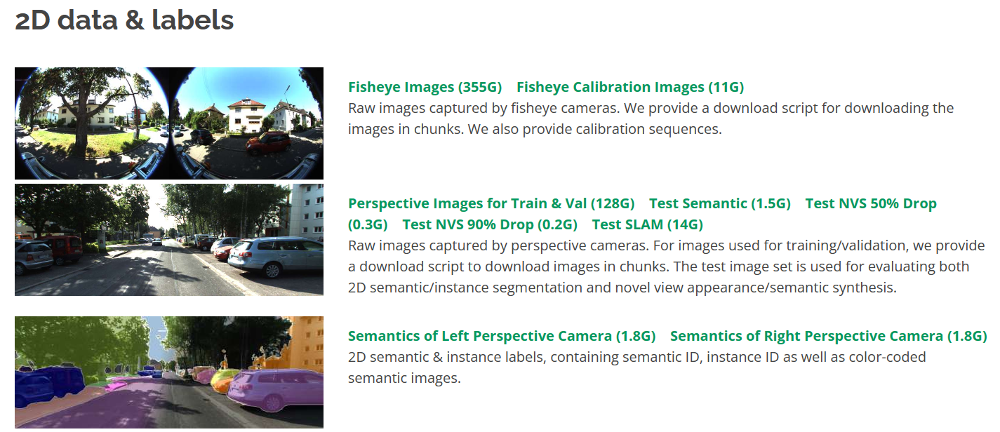 2D data & labels
Fisheye Images (355G) Fisheye Calibration Images (11G)
Raw images captured by fisheye cameras. We provide a download script for downloading the
images in chunks. We also provide calibration sequences.
Perspective Images for Train & Val (128G) Test Semantic (1.5G) Test NVS 50% Drop
(0.3G) Test NVS 90% Drop (0.2G) Test SLAM (14G)
Raw images captured by perspective cameras. For images used for training/validation, we provide
a download script to download images in chunks. The test image set is used for evaluating both
2D semantic/instance segmentation and novel view appearance/semantic synthesis.
Semantics of Left Perspective Camera (1.8G) Semantics of Right Perspective Camera (1.8G)
2D semantic & instance labels, containing semantic ID, instance ID as well as color-coded
semantic images.